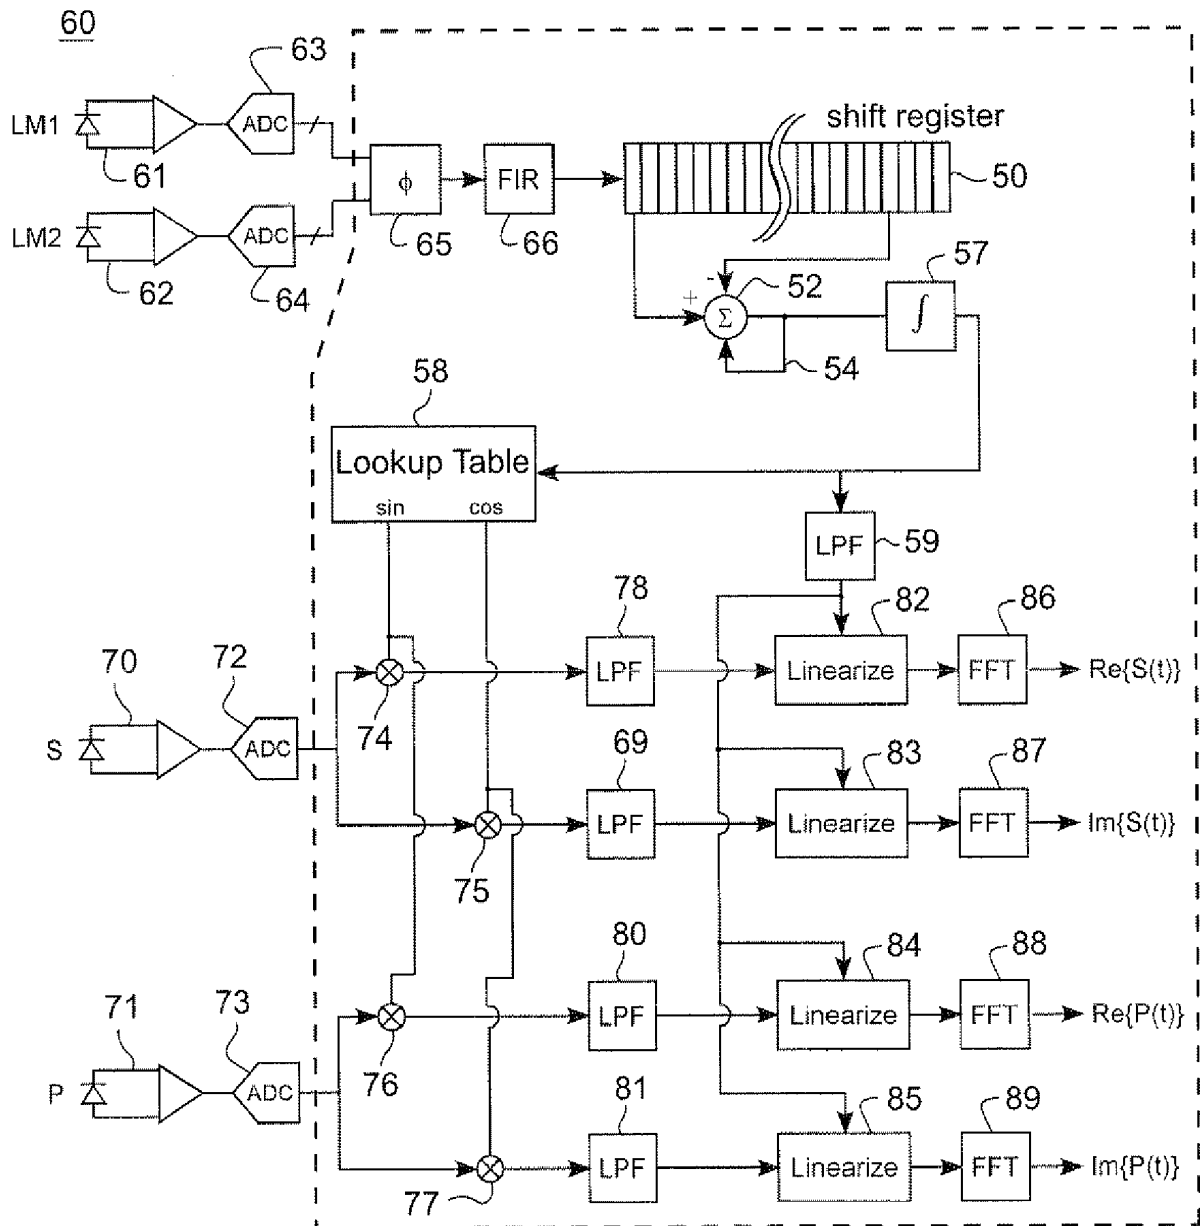 60
63
LM1
ADC
61
shift register
50
ϕ
FIR
65
66
LM2
ADC
62
64
57
-
+
52
Σ
∫
54
58
Lookup Table
sin cos
LPF
59
78
82
86
70
72
LPF
Linearize
FFT
Re{S(t)}
74
S
ADC
69
83
87
LPF
Linearize
FFT
Im{S(t)}
75
80
84
88
71
73
LPF
Linearize
FFT
Re{P(t)}
76
P
ADC
81
85
89
LPF
Linearize
FFT
Im{P(t)}
77